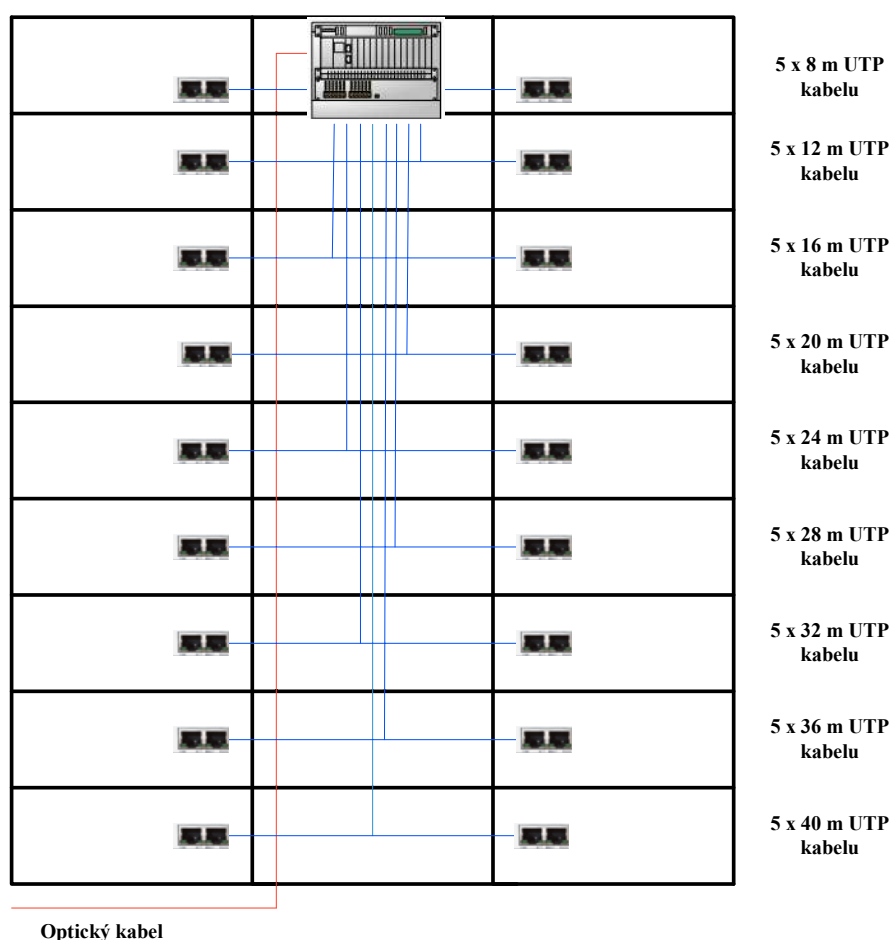 5 x 8 m UTP
kabelu
5 x 12 m UTP
kabelu
5 x 16 m UTP
kabelu
5 x 20 m UTP
kabelu
5 x 24 m UTP
kabelu
5 x 28 m UTP
kabelu
5 x 32 m UTP
kabelu
5 x 36 m UTP
kabelu
5 x 40 m UTP
kabelu
Optický kabel